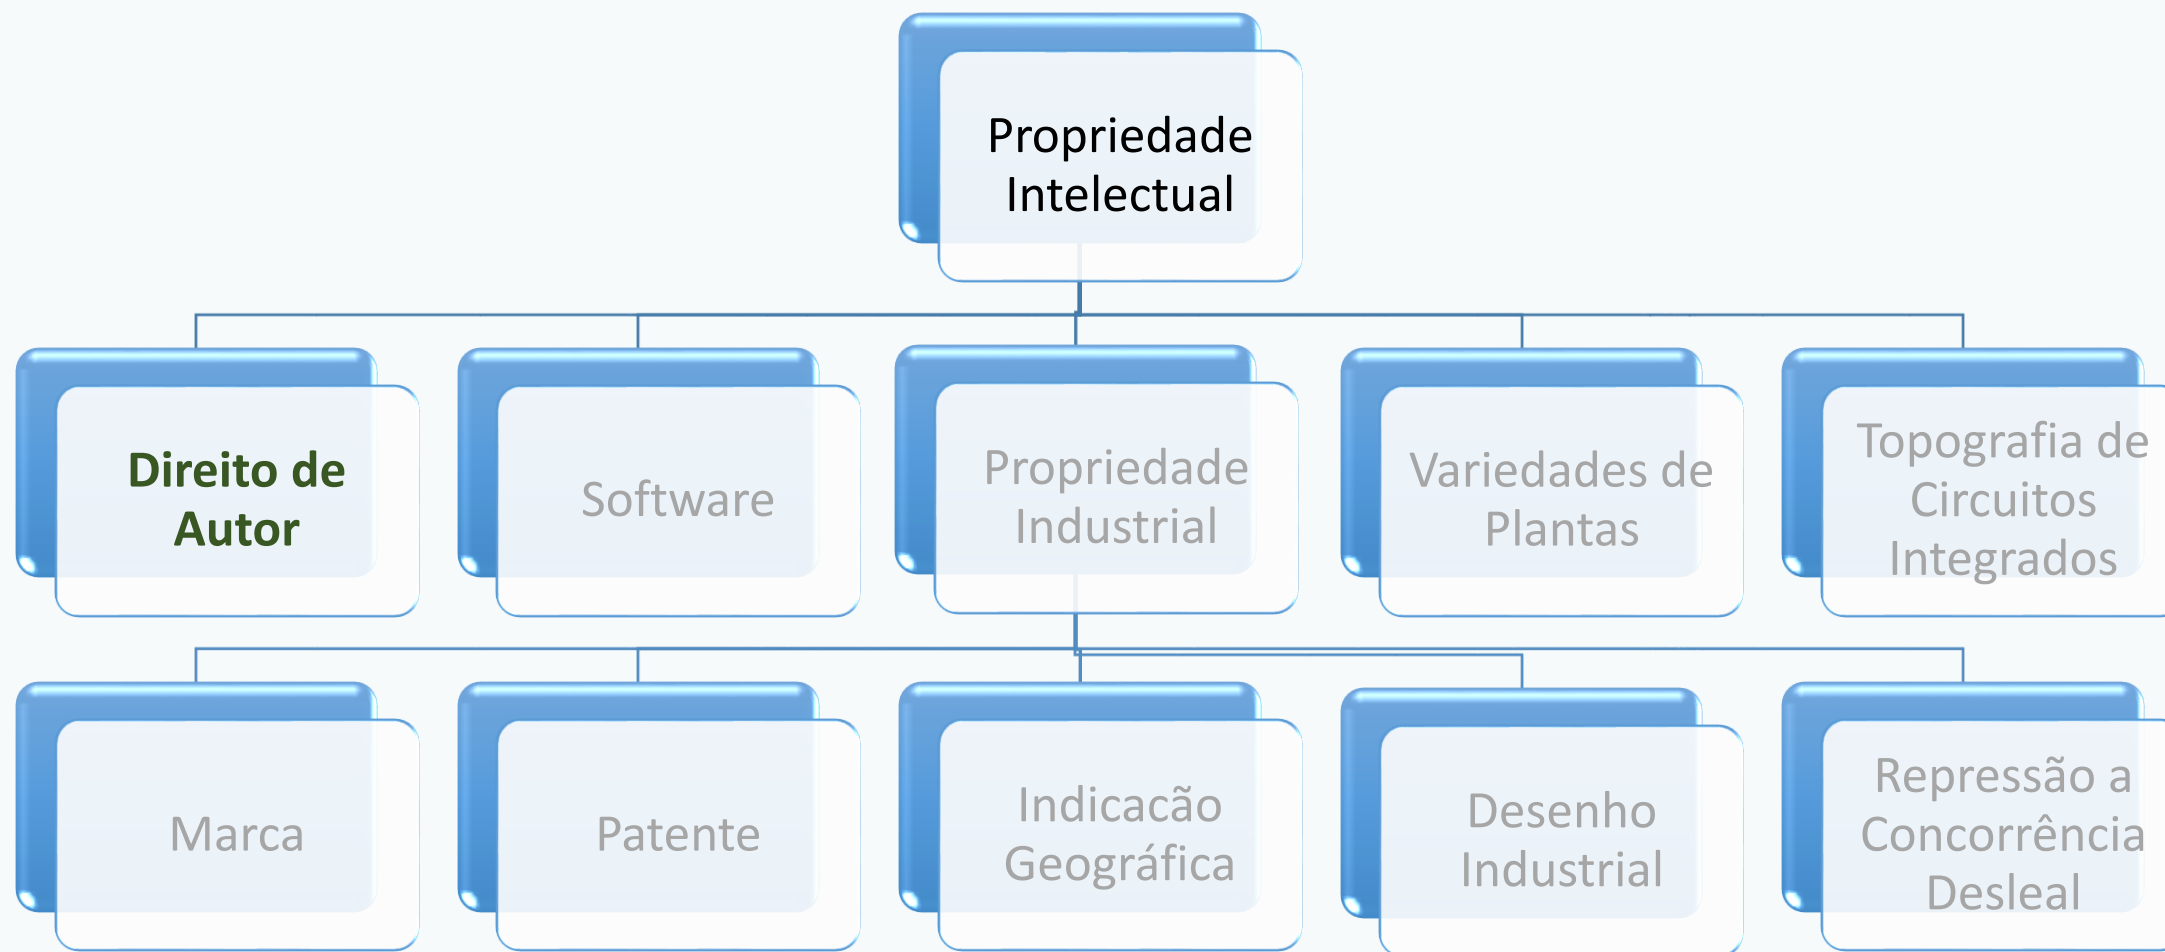 Propriedade
Intelectual
Direito de
Autor
Software
Propriedade
Industrial
Variedades de
Plantas
Topografia de
Circuitos
Integrados
Marca
Patente
Indicacão
Geográfica
Desenho
Industrial
Repressão a
Concorrência
Desleal